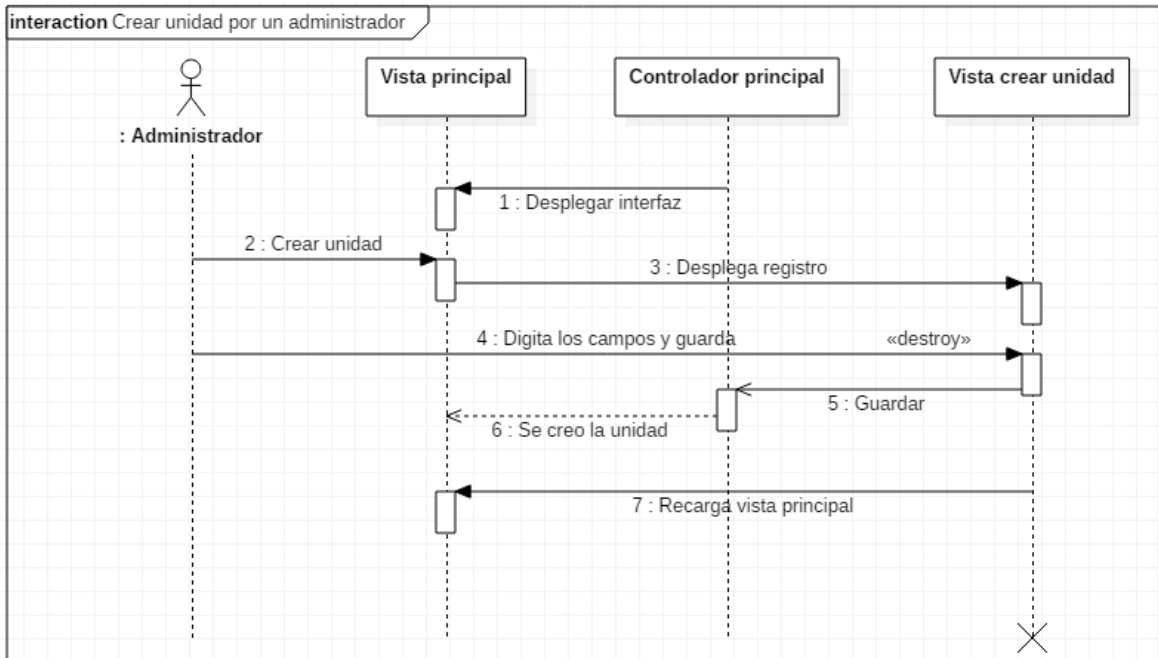 interaction Crear unidad por un administrador
Vista principal
Controlador principal
Vista crear unidad
: Administrador
1 : Desplegar interfaz
2 : Crear unidad
3 : Desplega registro
4 : Digita los campos y guarda
«destroy»
5 : Guardar
6 : Se creo la unidad
7 : Recarga vista principal